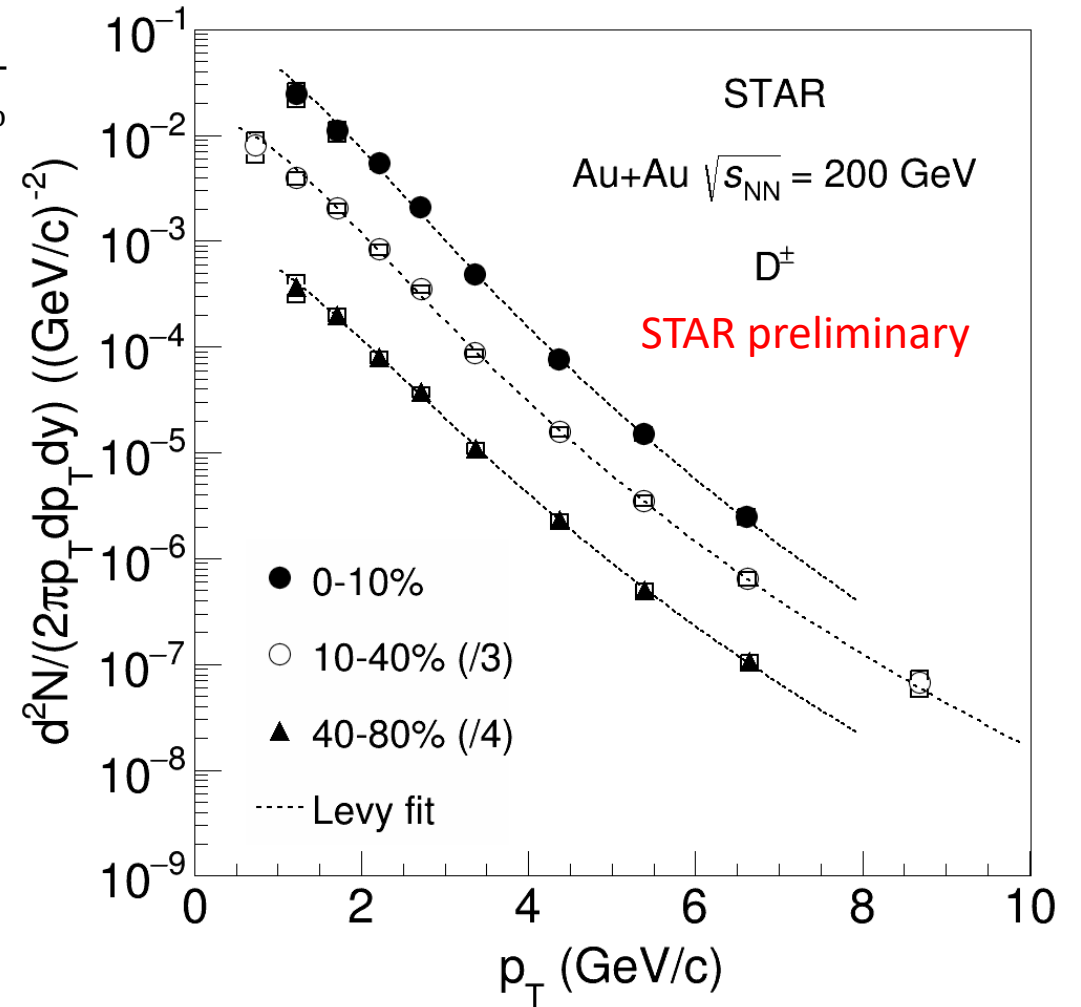 10⁻¹
10⁻²
10⁻³
10⁻⁴
10⁻⁵
10⁻⁶
10⁻⁷
10⁻⁸
10⁻⁹
d²N/(2πp_T dp_T dy) ((GeV/c)⁻²)
STAR
Au+Au √s_NN = 200 GeV
D±
STAR preliminary
0-10%
10-40% (/3)
40-80% (/4)
Levy fit
0 2 4 6 8 10
p_T (GeV/c)